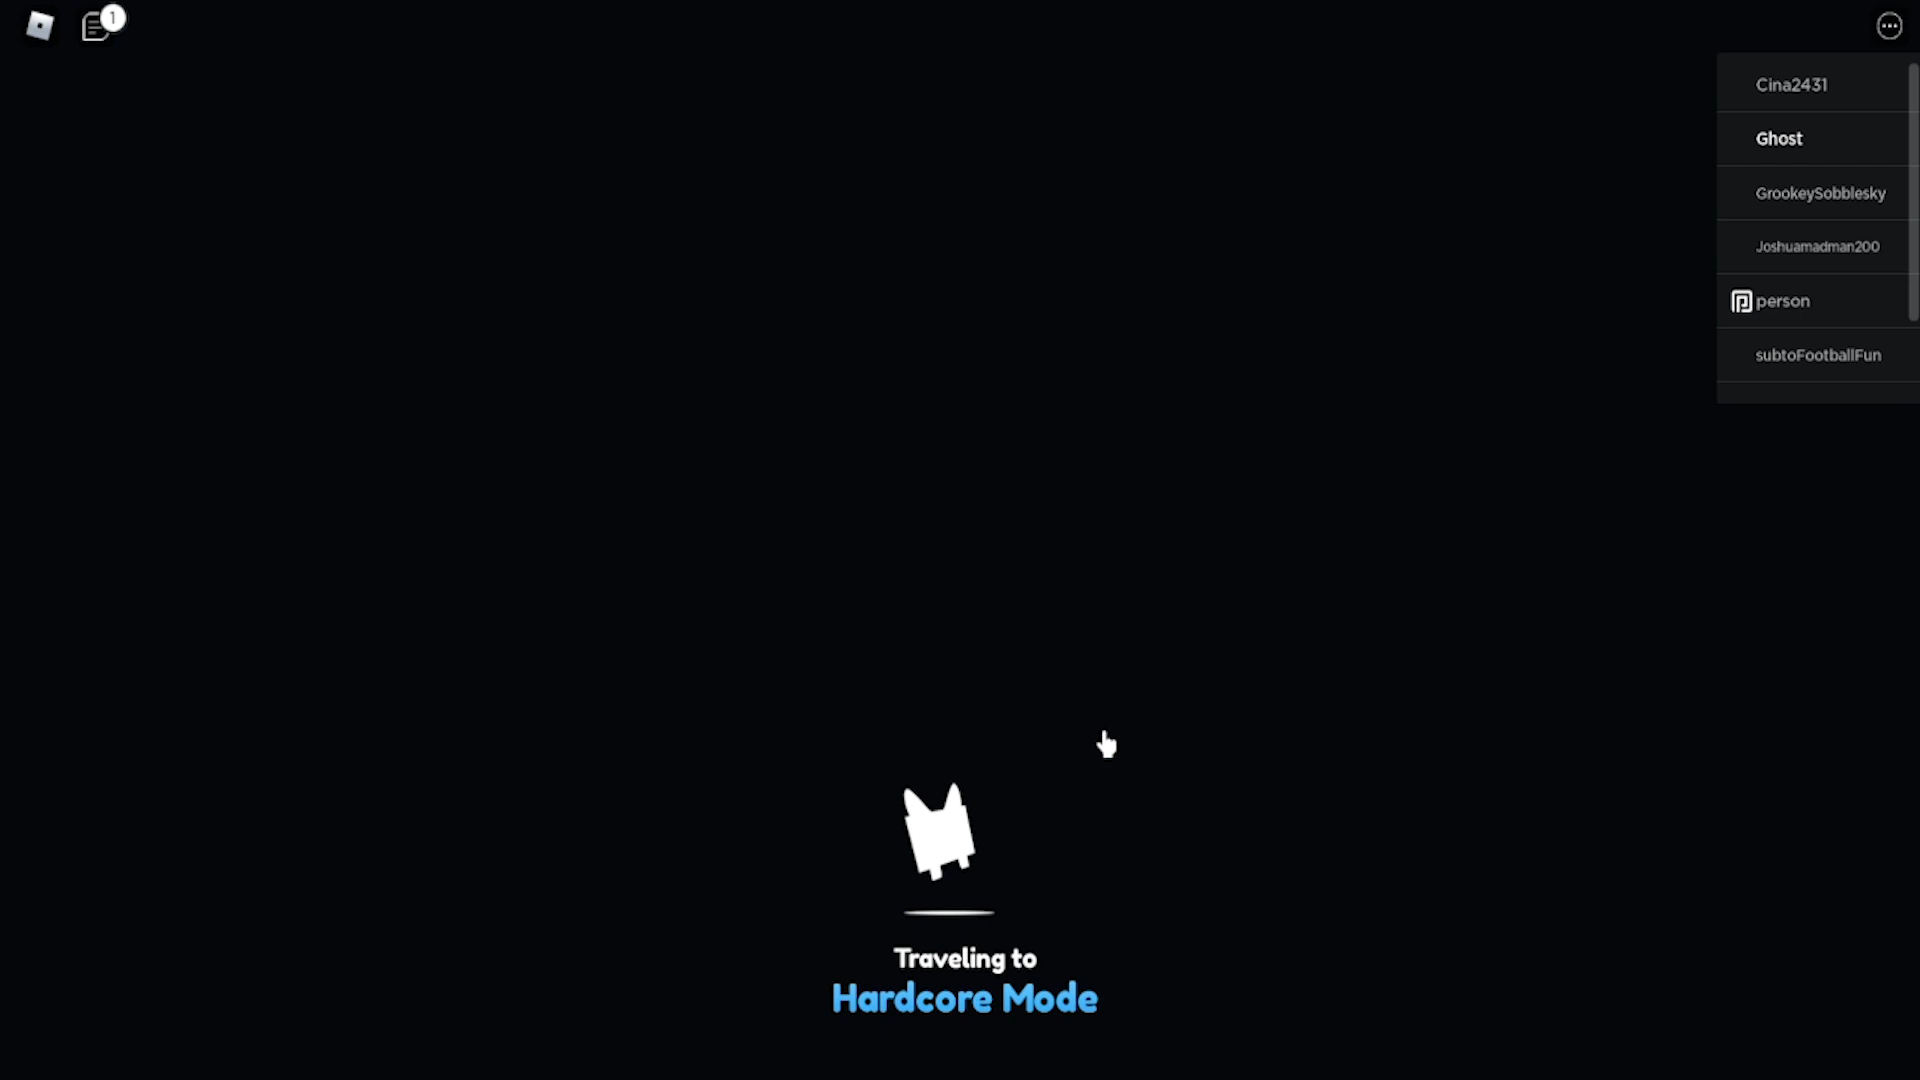 1
Cina2431
Ghost
GrookeySobblesky
Joshuamadman200
person
subtoFootballFun
Traveling to
Hardcore Mode